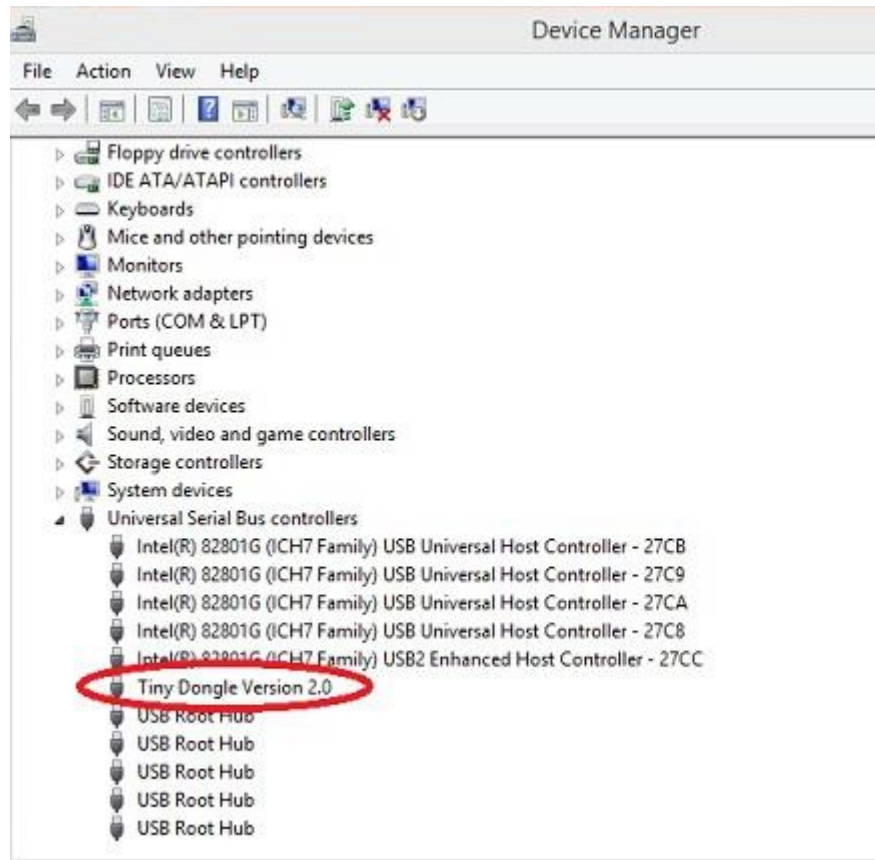 Device Manager
File Action View Help
Floppy drive controllers
IDE ATA/ATAPI controllers
Keyboards
Mice and other pointing devices
Monitors
Network adapters
Ports (COM & LPT)
Print queues
Processors
Software devices
Sound, video and game controllers
Storage controllers
System devices
Universal Serial Bus controllers
Intel(R) 82801G (ICH7 Family) USB Universal Host Controller - 27CB
Intel(R) 82801G (ICH7 Family) USB Universal Host Controller - 27C9
Intel(R) 82801G (ICH7 Family) USB Universal Host Controller - 27CA
Intel(R) 82801G (ICH7 Family) USB Universal Host Controller - 27C8
Intel(R) 82801G (ICH7 Family) USB2 Enhanced Host Controller - 27CC
Tiny Dongle Version 2.0
USB Root Hub
USB Root Hub
USB Root Hub
USB Root Hub
USB Root Hub